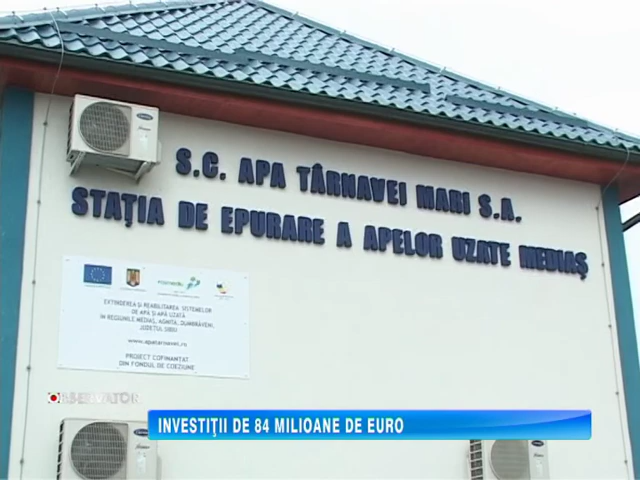 S.C. APA TÂRNAVEI MARI S.A.
STAȚIA DE EPURARE A APELOR UZATE MEDIAȘ
EXTINDEREA ȘI REABILITAREA SISTEMELOR
DE APĂ ȘI APĂ UZATĂ
ÎN REGIUNILE MEDIAȘ, AGNITA, DUMBRĂVENI,
JUDEȚUL SIBIU
www.apatarnavei.ro
PROIECT COFINANȚAT
DIN FONDUL DE COEZIUNE
OBSERVATOR
INVESTIŢII DE 84 MILIOANE DE EURO